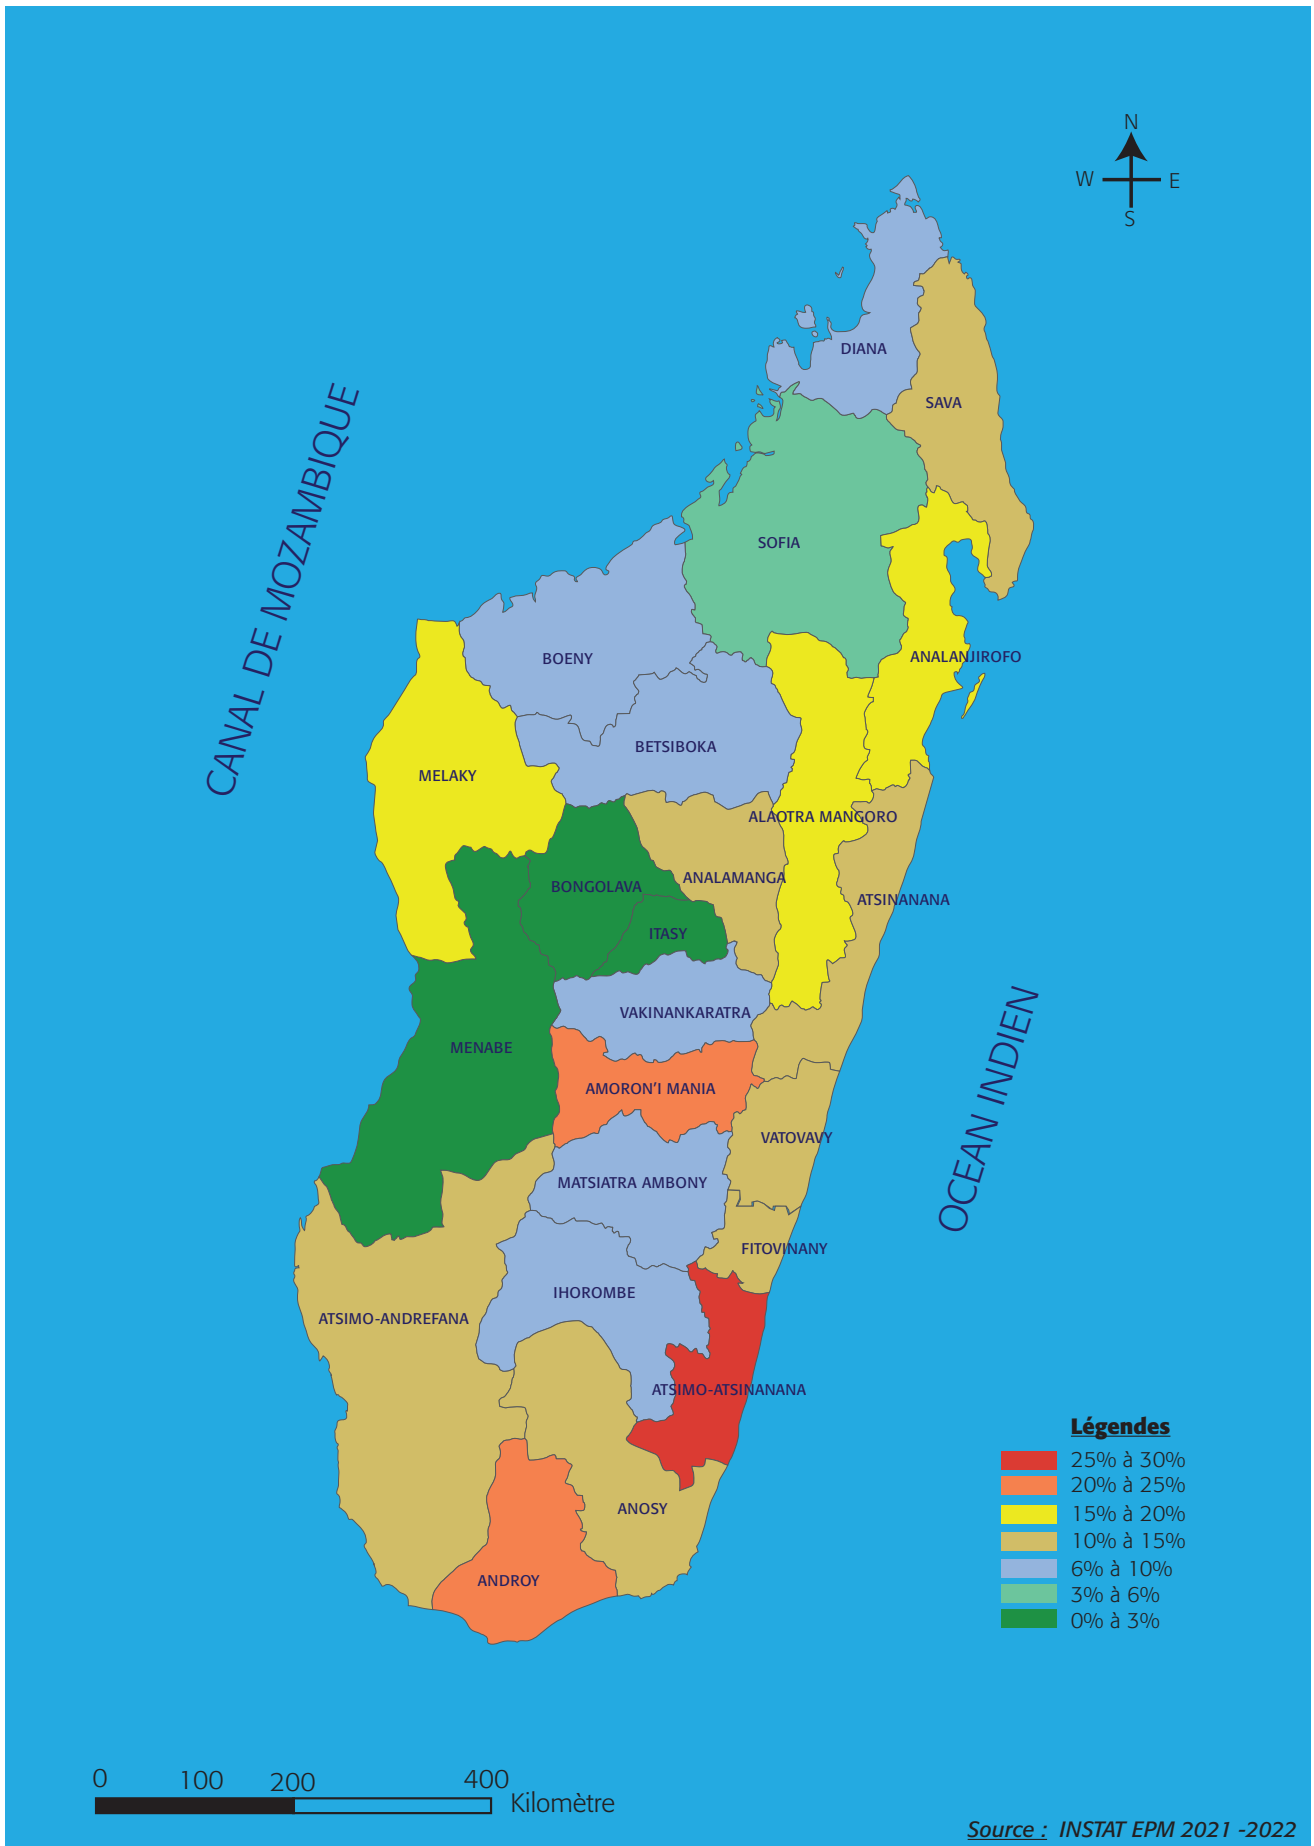 N
W E
S
DIANA
SAVA
CANAL DE MOZAMBIQUE
SOFIA
ANALANJIROFO
BOENY
BETSIBOKA
MELAKY
ALAOTRA MANGORO
ANALAMANGA
BONGOLAVA
ATSINANANA
ITASY
VAKINANKARATRA
MENABE
AMORON'I MANIA
OCEAN INDIEN
VATOVAVY
MATSIATRA AMBONY
FITOVINANY
IHOROMBE
ATSIMO-ANDREFANA
ATSIMO-ATSINANANA
ANOSY
ANDROY
Légendes
25% à 30%
20% à 25%
15% à 20%
10% à 15%
6% à 10%
3% à 6%
0% à 3%
0 100 200 400
Kilomètre
Source : INSTAT EPM 2021 -2022